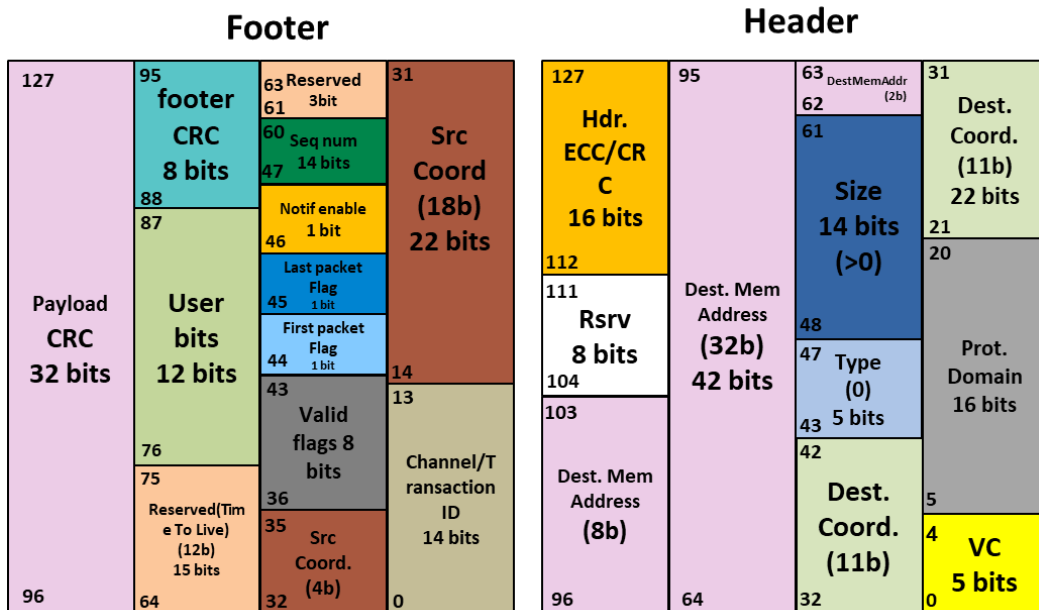 Footer
127
Payload
CRC
32 bits
96
95
footer
CRC
8 bits
88
87
User
bits
12 bits
76
75
Reserved(Tim
e To Live)
(12b)
15 bits
64
63
Reserved
3bit
61
60
Seq num
14 bits
47
Notif enable
1 bit
46
Last packet
Flag
1 bit
45
First packet
Flag
1 bit
44
43
Valid
flags 8
bits
36
35
Src
Coord.
(4b)
32
31
Src
Coord
(18b)
22 bits
14
13
Channel/T
ransaction
ID
14 bits
0
Header
127
Hdr.
ECC/CR
C
16 bits
112
111
Rsrv
8 bits
104
103
Dest. Mem
Address
(8b)
96
95
Dest. Mem
Address
(32b)
42 bits
64
63
DestMemAddr
(2b)
62
61
Size
14 bits
(>0)
48
47
Type
(0)
5 bits
43
42
Dest.
Coord.
(11b)
32
31
Dest.
Coord.
(11b)
22 bits
21
20
Prot.
Domain
16 bits
5
4
VC
5 bits
0